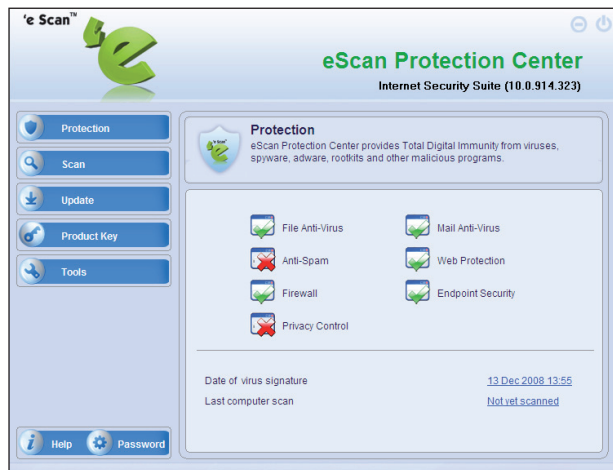 'e Scan™
eScan Protection Center
Internet Security Suite (10.0.914.323)
Protection
Scan
Update
Product Key
Tools
Help
Password
Protection
eScan Protection Center provides Total Digital Immunity from viruses,
spyware, adware, rootkits and other malicious programs.
File Anti-Virus
Mail Anti-Virus
Anti-Spam
Web Protection
Firewall
Endpoint Security
Privacy Control
Date of virus signature
13 Dec 2008 13:55
Last computer scan
Not yet scanned